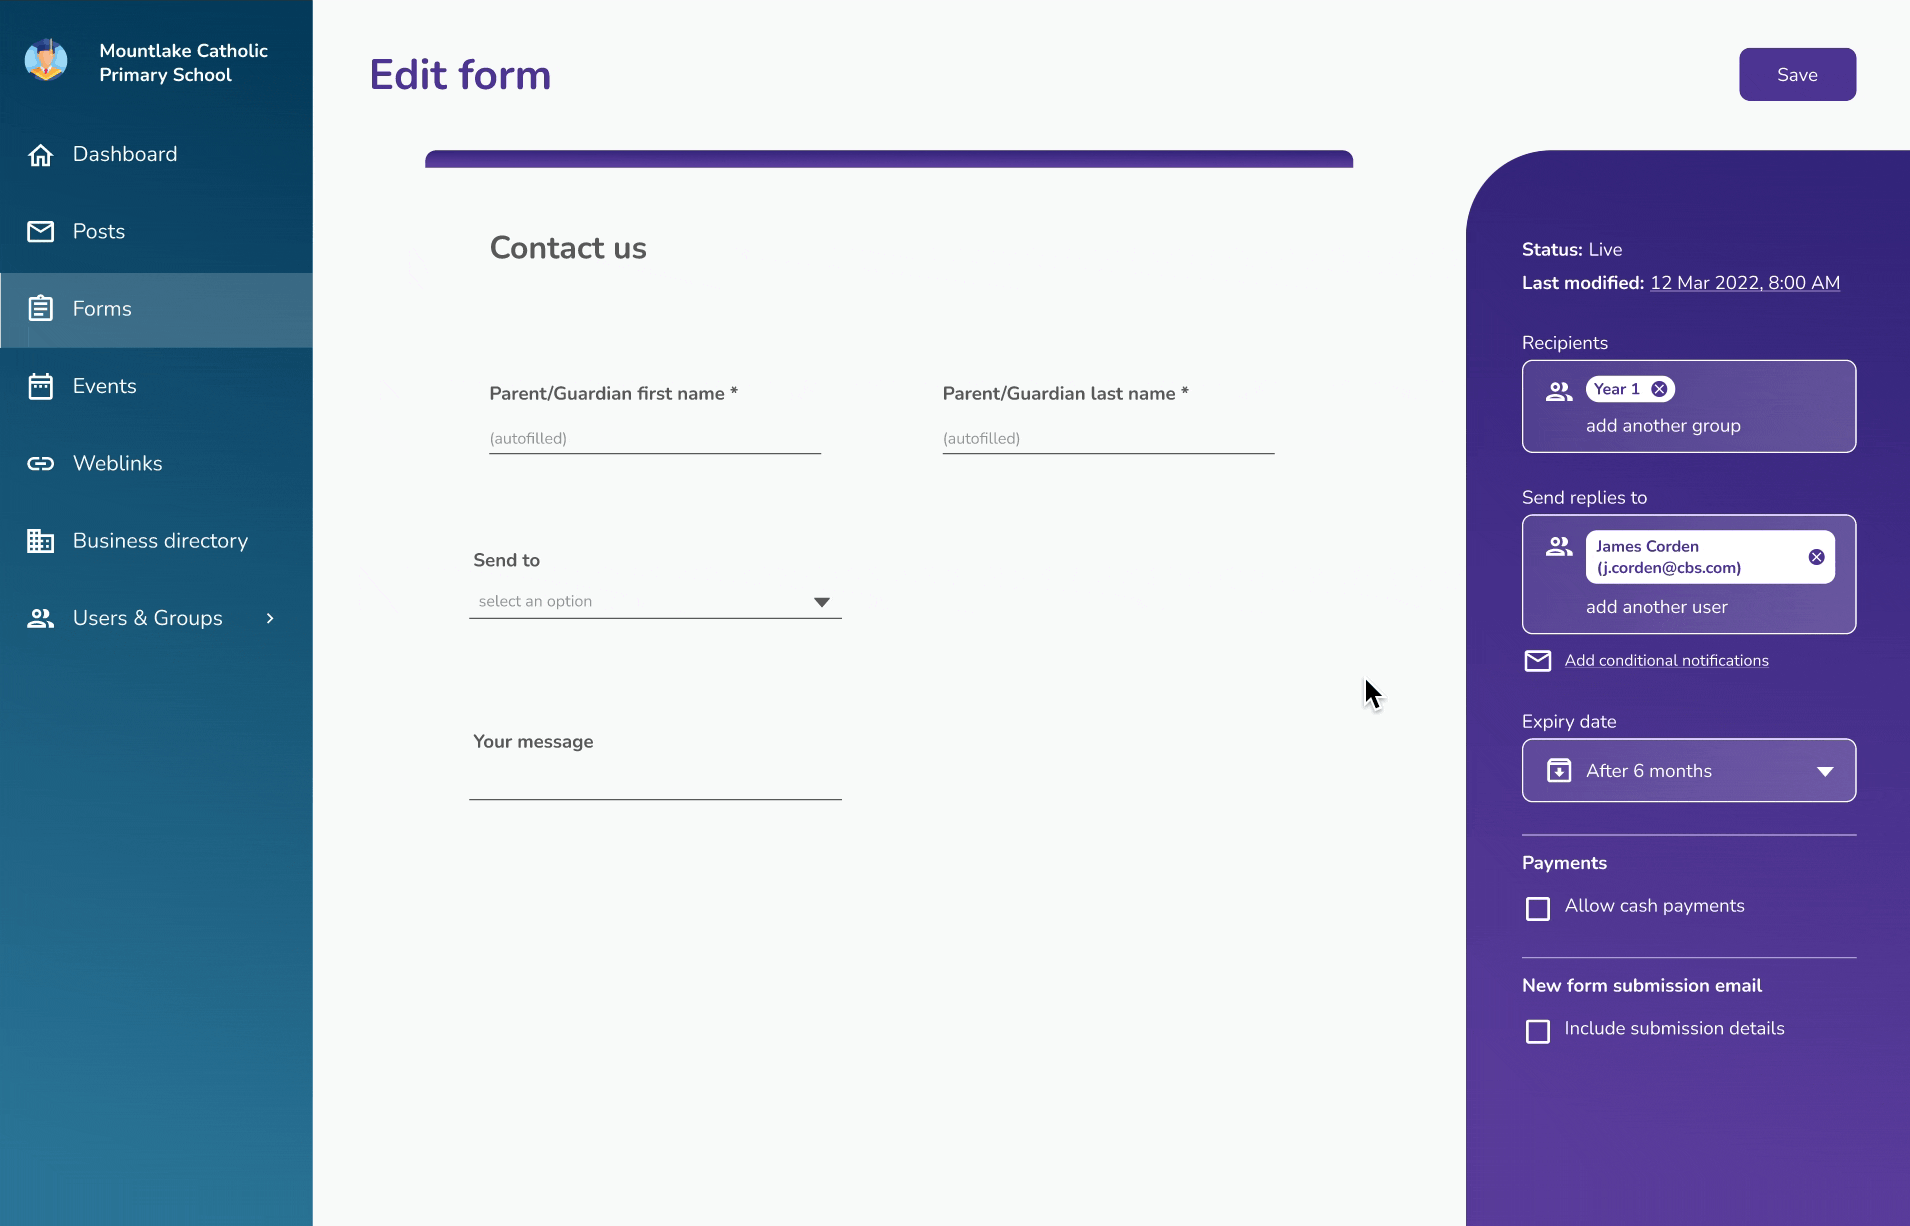 Mountlake Catholic
Primary School
Dashboard
Posts
Forms
Events
Weblinks
Business directory
Users & Groups
Edit form
Save
Contact us
Parent/Guardian first name *
Parent/Guardian last name *
(autofilled)
(autofilled)
Send to
select an option
Your message
Status: Live
Last modified: 12 Mar 2022, 8:00 AM
Recipients
Year 1
add another group
Send replies to
James Corden
(j.corden@cbs.com)
add another user
Add conditional notifications
Expiry date
After 6 months
Payments
Allow cash payments
New form submission email
Include submission details